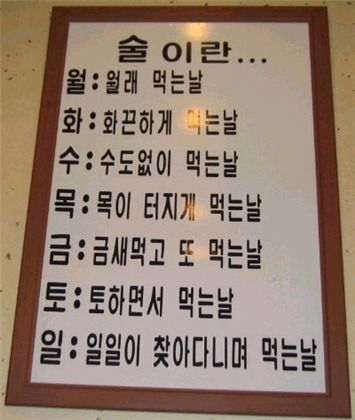 술이란...
월:월래 먹는날
화:화끈하게 먹는날
수:수도없이 먹는날
목:목이 터지게 먹는날
금:금새먹고 또 먹는날
토:토하면서 먹는날
일:일일이 찾아다니며 먹는날